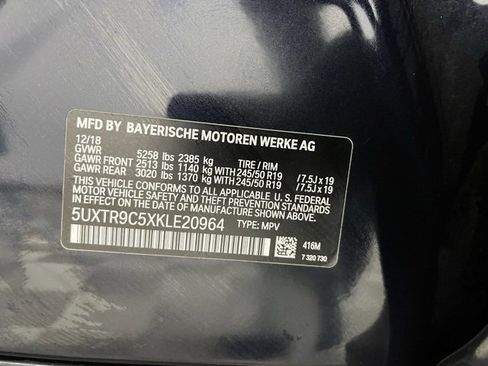 MFD BY BAYERISCHE MOTOREN WERKE AG
12/18
GVWR 5258 lbs 2385 kg TIRE / RIM
GAWR FRONT 2513 lbs 1140 kg WITH 245/50 R19 /7.5J x 19
GAWR REAR 3020 lbs 1370 kg WITH 245/50 R19 /7.5J x 19
THIS VEHICLE CONFORMS TO ALL APPLICABLE U.S. FEDERAL
MOTOR VEHICLE SAFETY AND THEFT PREVENTION STANDARDS
IN EFFECT ON THE DATE OF MANUFACTURE SHOWN ABOVE.
5UXTR9C5XKLE20964 TYPE: MPV
416M
7 320 730